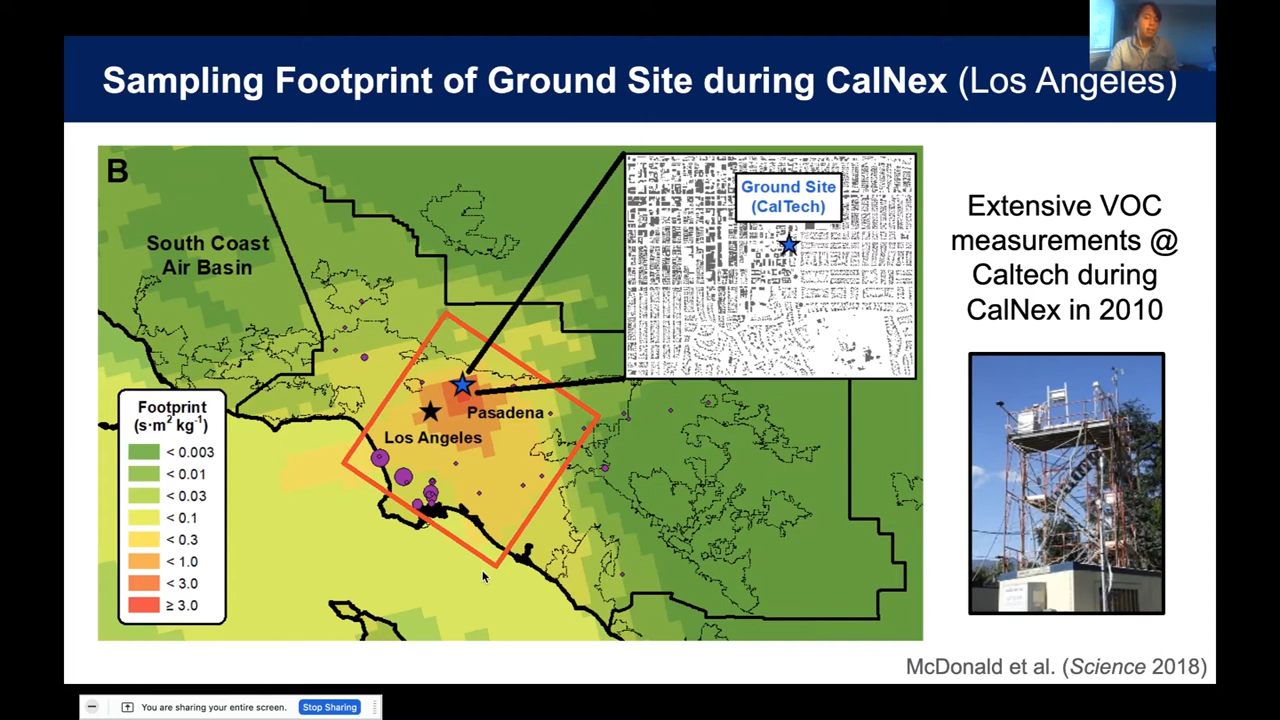 Sampling Footprint of Ground Site during CalNex (Los Angeles)
B
South Coast
Air Basin
Ground Site
(CalTech)
Pasadena
Los Angeles
Footprint
(s·m² kg⁻¹)
< 0.003
< 0.01
< 0.03
< 0.1
< 0.3
< 1.0
< 3.0
≥ 3.0
Extensive VOC
measurements @
Caltech during
CalNex in 2010
McDonald et al. (Science 2018)
You are sharing your entire screen.
Stop Sharing